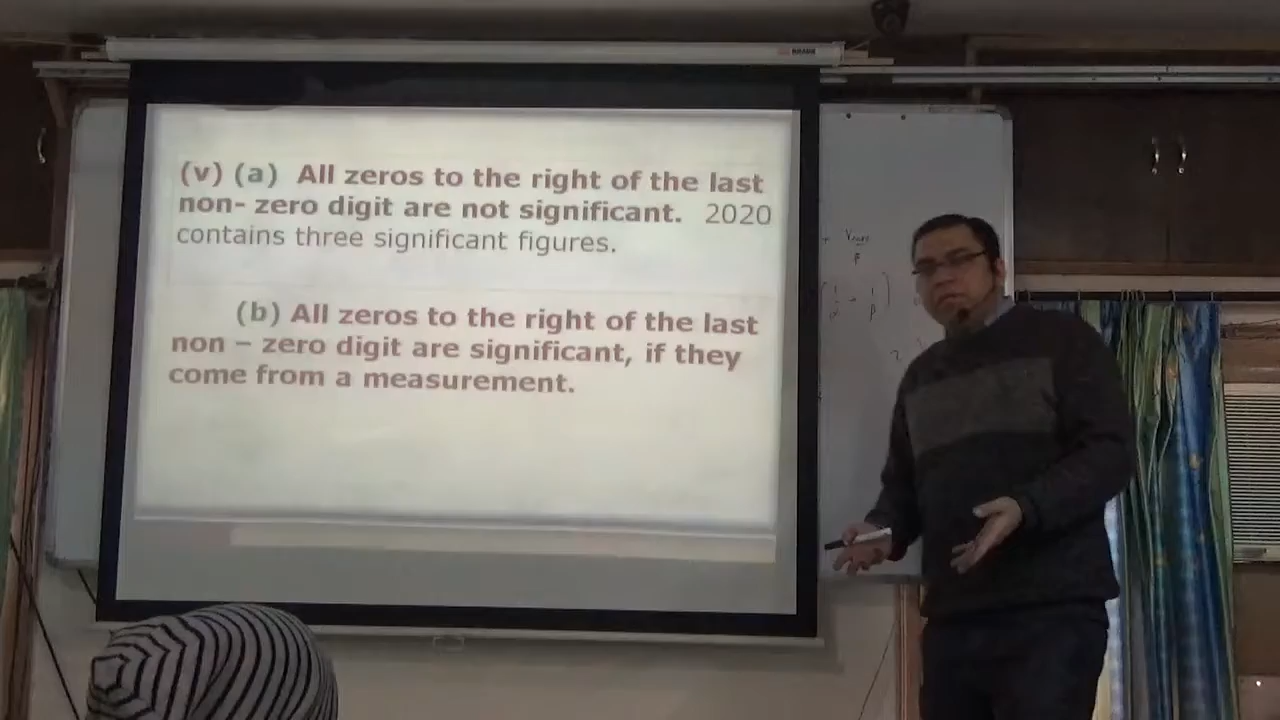 (v) (a) All zeros to the right of the last
non- zero digit are not significant. 2020
contains three significant figures.
(b) All zeros to the right of the last
non – zero digit are significant, if they
come from a measurement.